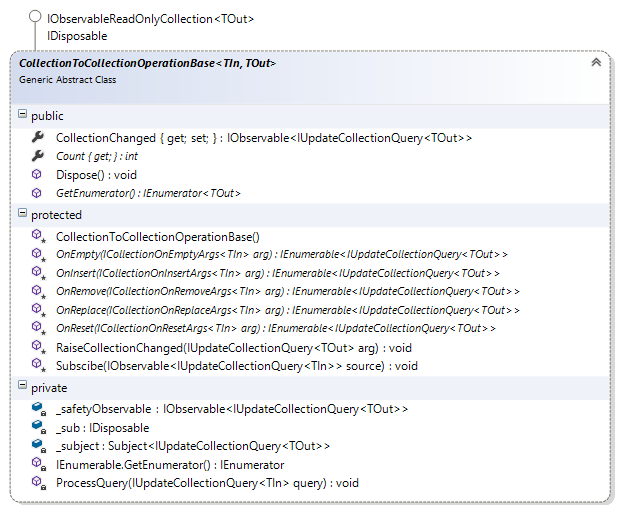 IObservableReadOnlyCollection<TOut>
IDisposable
CollectionToCollectionOperationBase<TIn, TOut>
Generic Abstract Class
public
CollectionChanged { get; set; } : IObservable<IUpdateCollectionQuery<TOut>>
Count { get; } : int
Dispose() : void
GetEnumerator() : IEnumerator<TOut>
protected
CollectionToCollectionOperationBase()
OnEmpty(ICollectionOnEmptyArgs<TIn> arg) : IEnumerable<IUpdateCollectionQuery<TOut>>
OnInsert(ICollectionOnInsertArgs<TIn> arg) : IEnumerable<IUpdateCollectionQuery<TOut>>
OnRemove(ICollectionOnRemoveArgs<TIn> arg) : IEnumerable<IUpdateCollectionQuery<TOut>>
OnReplace(ICollectionOnReplaceArgs<TIn> arg) : IEnumerable<IUpdateCollectionQuery<TOut>>
OnReset(ICollectionOnResetArgs<TIn> arg) : IEnumerable<IUpdateCollectionQuery<TOut>>
RaiseCollectionChanged(IUpdateCollectionQuery<TOut> arg) : void
Subscibe(IObservable<IUpdateCollectionQuery<TIn>> source) : void
private
_safetyObservable : IObservable<IUpdateCollectionQuery<TOut>>
_sub : IDisposable
_subject : Subject<IUpdateCollectionQuery<TOut>>
IEnumerable.GetEnumerator() : IEnumerator
ProcessQuery(IUpdateCollectionQuery<TIn> query) : void